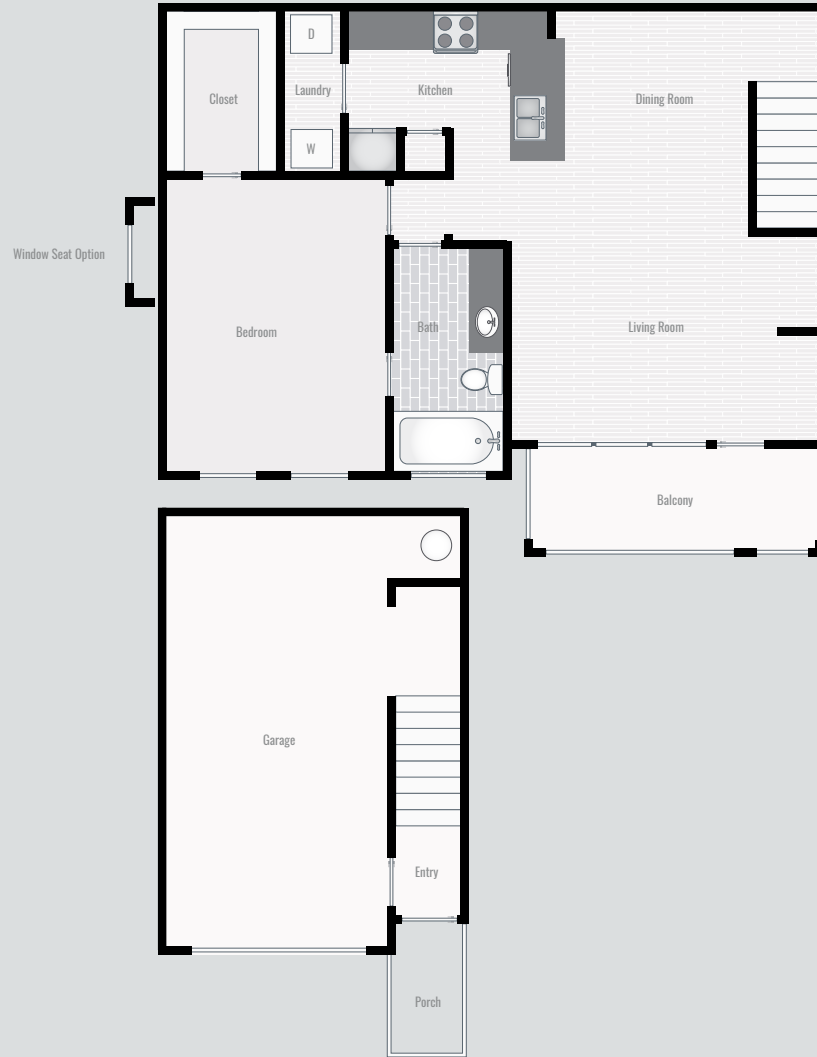 D
Laundry
Kitchen
Closet
Dining Room
W
Window Seat Option
Bedroom
Bath
Living Room
Balcony
Garage
Entry
Porch